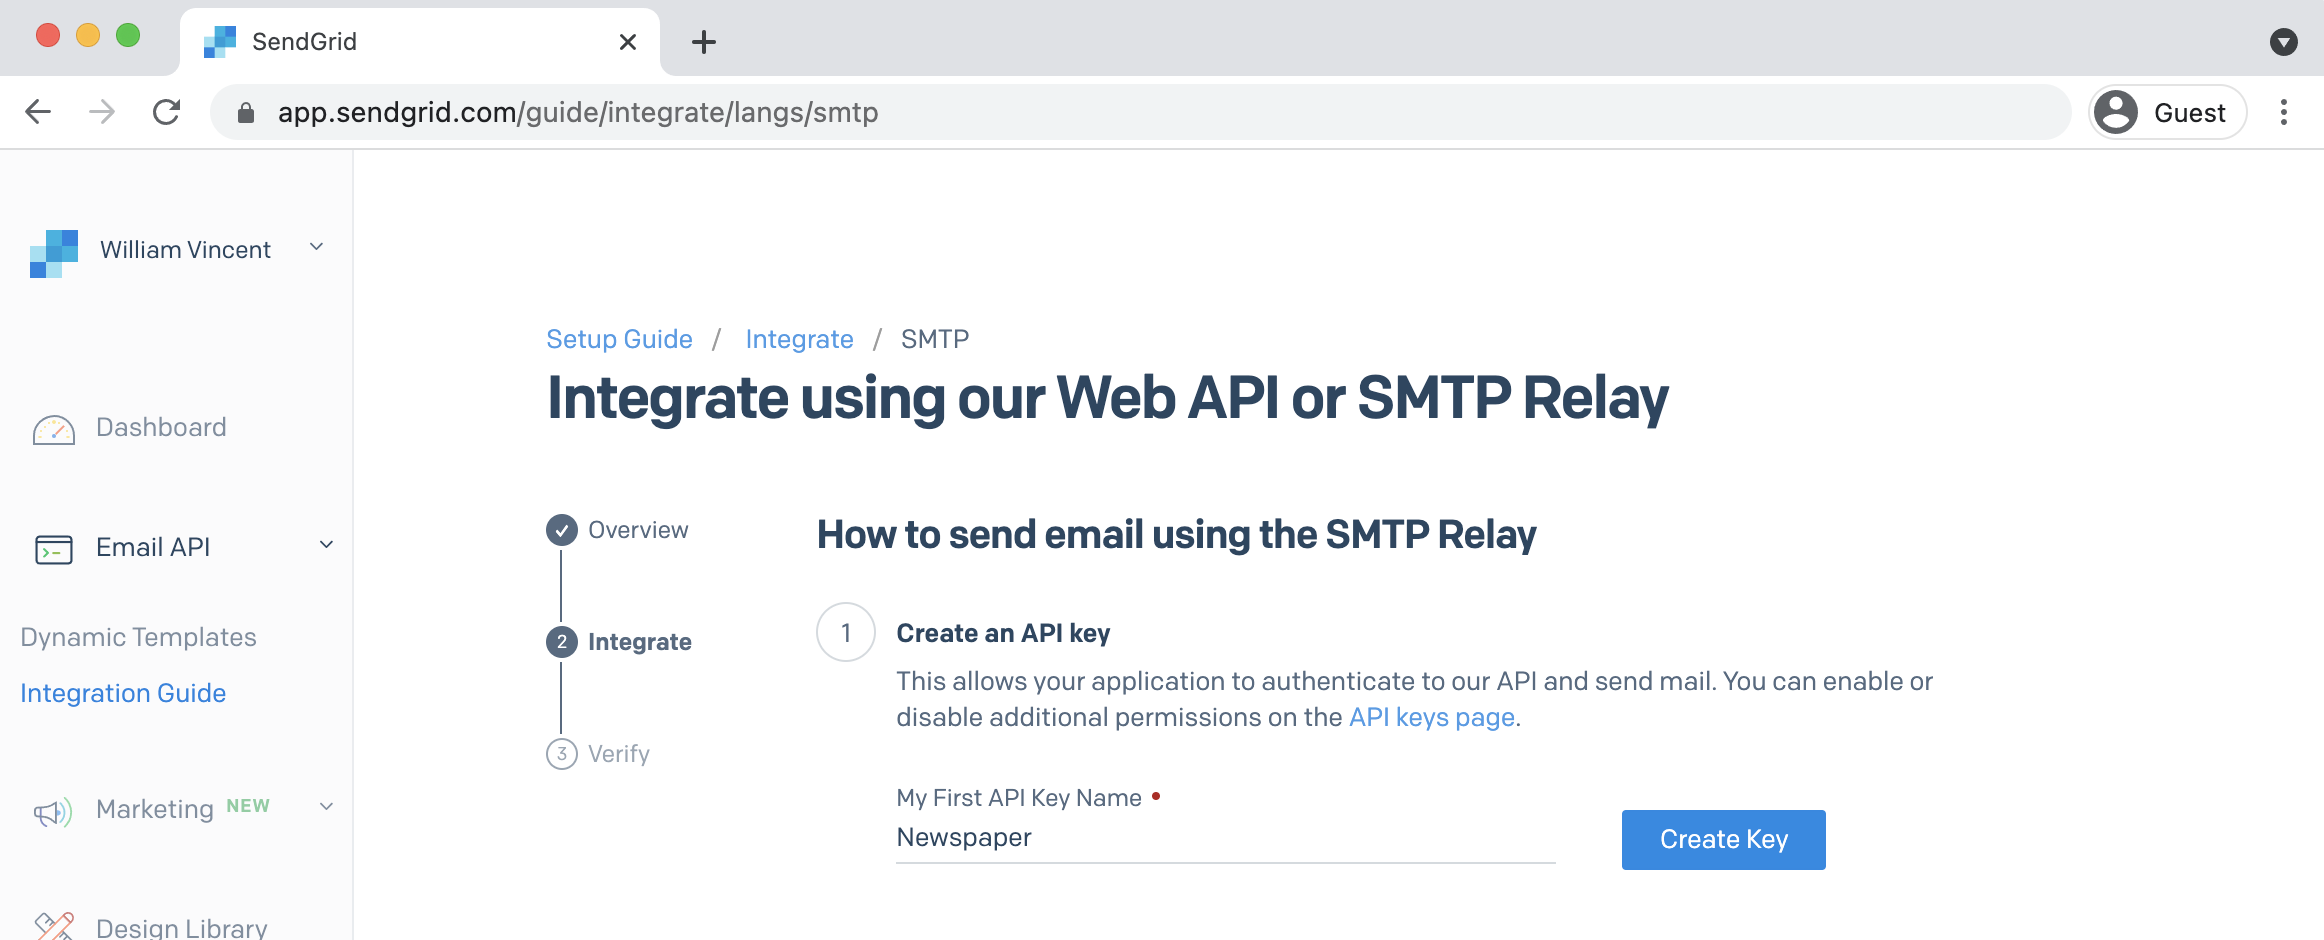 SendGrid
app.sendgrid.com/guide/integrate/langs/smtp
Guest
William Vincent
Dashboard
Email API
Dynamic Templates
Integration Guide
Marketing NEW
Design Library
Setup Guide / Integrate / SMTP
Integrate using our Web API or SMTP Relay
Overview
2 Integrate
3 Verify
How to send email using the SMTP Relay
1 Create an API key
This allows your application to authenticate to our API and send mail. You can enable or
disable additional permissions on the API keys page.
My First API Key Name
Newspaper
Create Key